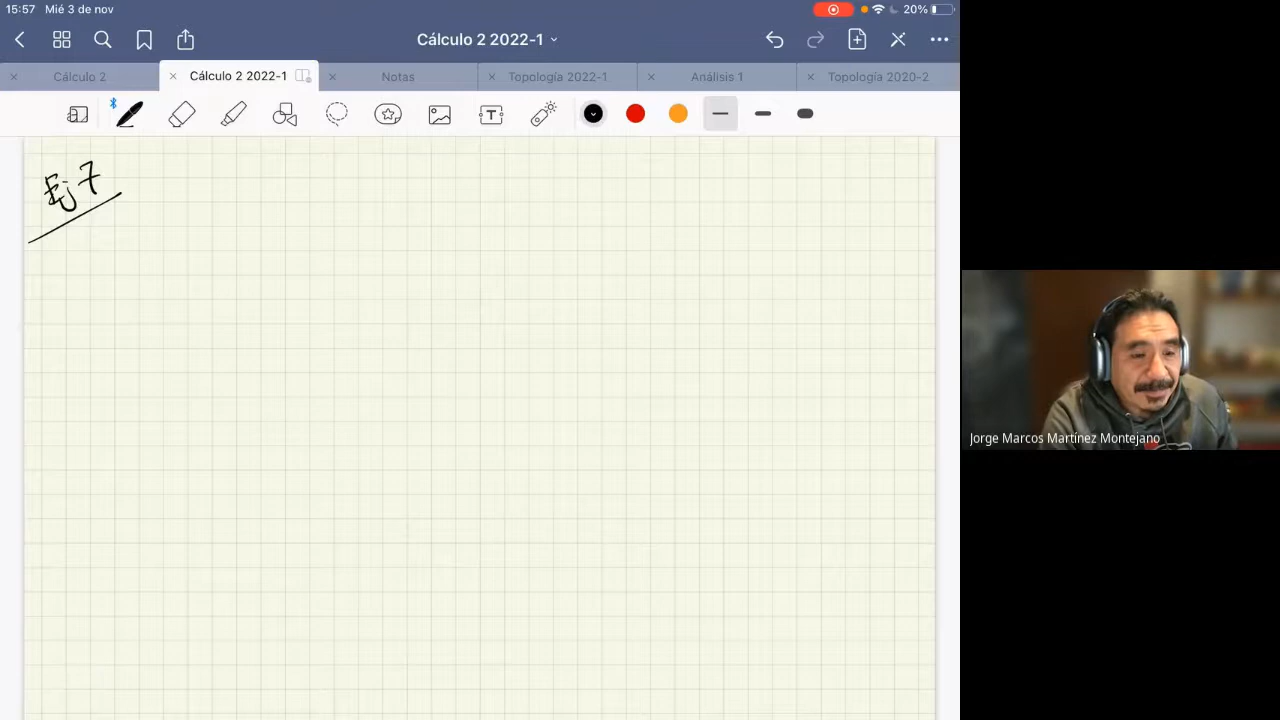 15:57 Mié 3 de nov
20%
Cálculo 2 2022-1
Cálculo 2
Cálculo 2 2022-1
Notas
Topología 2022-1
Análisis 1
Topología 2020-2
T
Ej 7
Jorge Marcos Martínez Montejano